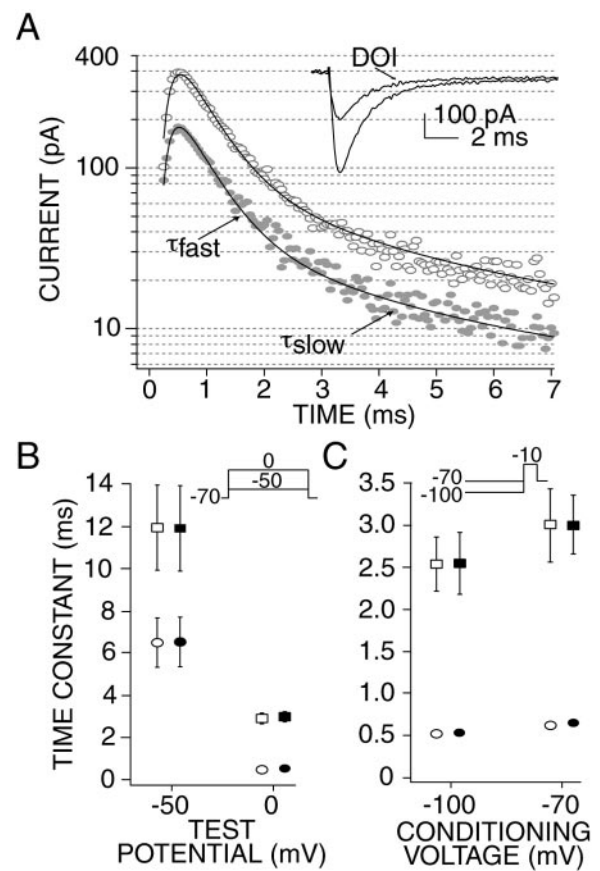 A
400
100
10
CURRENT (pA)
DOI
100 pA
2 ms
τfast
τslow
0 1 2 3 4 5 6 7
TIME (ms)
B
14
12
10
8
6
4
2
0
TIME CONSTANT (ms)
0
-50
-70
-50 0
TEST
POTENTIAL (mV)
C
-10
-70
-100
3.5
3.0
2.5
2.0
1.5
1.0
0.5
0
-100 -70
CONDITIONING
VOLTAGE (mV)